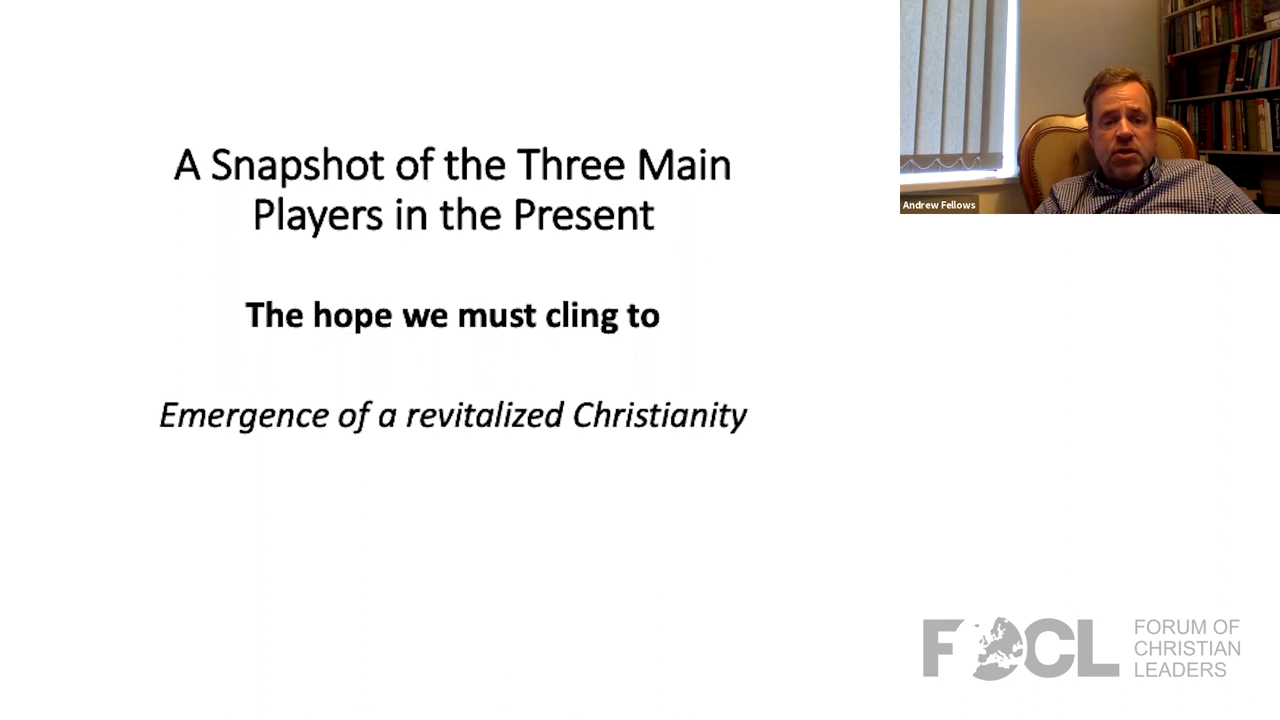 A Snapshot of the Three Main
Players in the Present
The hope we must cling to
Emergence of a revitalized Christianity
Andrew Fellows
FOCL
FORUM OF
CHRISTIAN
LEADERS